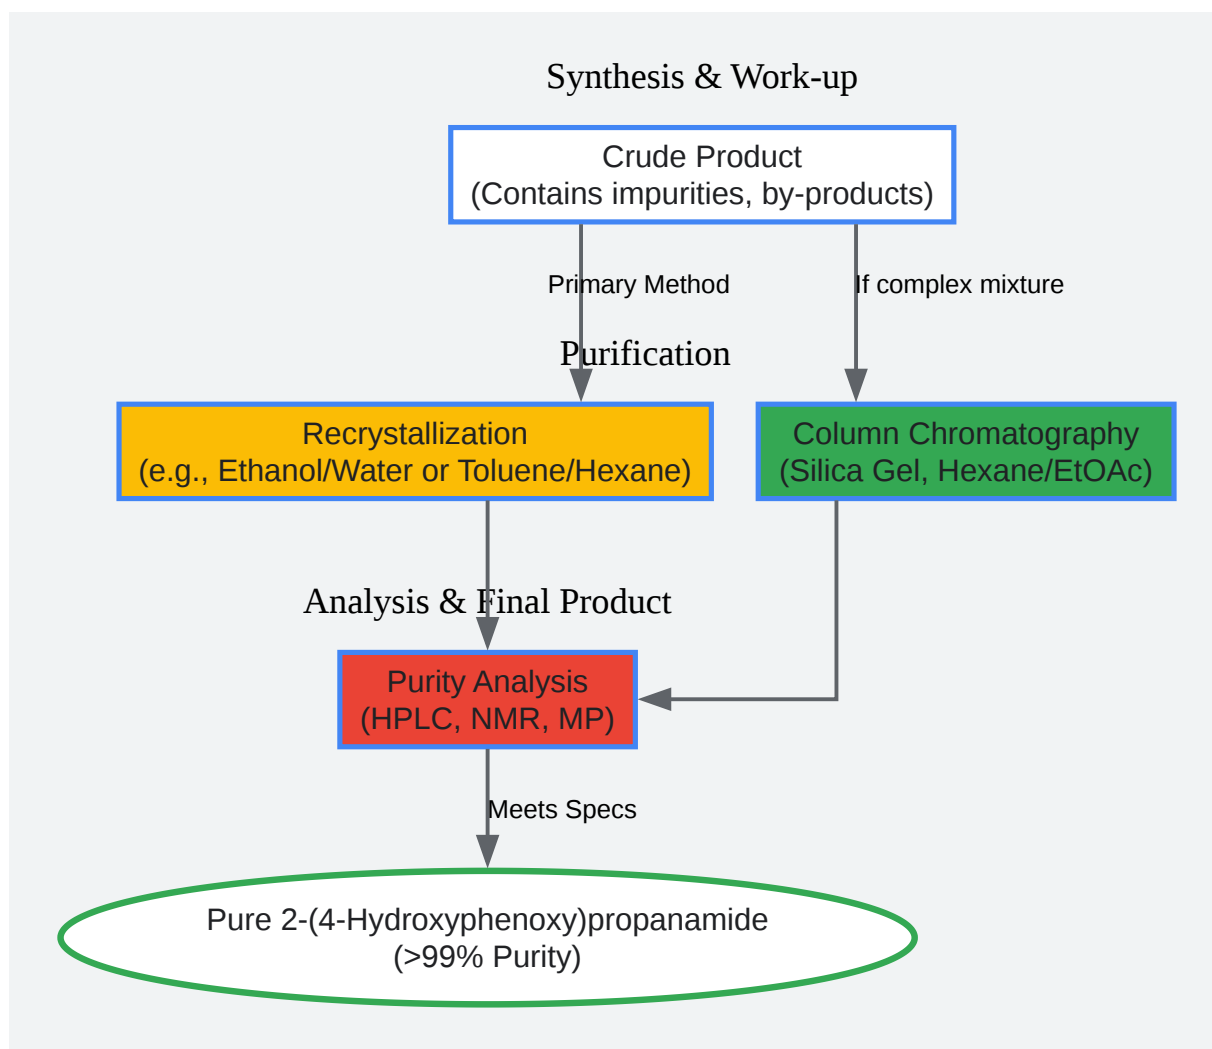 Synthesis & Work-up
Crude Product
(Contains impurities, by-products)
Primary Method
If complex mixture
Purification
Recrystallization
(e.g., Ethanol/Water or Toluene/Hexane)
Column Chromatography
(Silica Gel, Hexane/EtOAc)
Analysis & Final Product
Purity Analysis
(HPLC, NMR, MP)
Meets Specs
Pure 2-(4-Hydroxyphenoxy)propanamide
(>99% Purity)